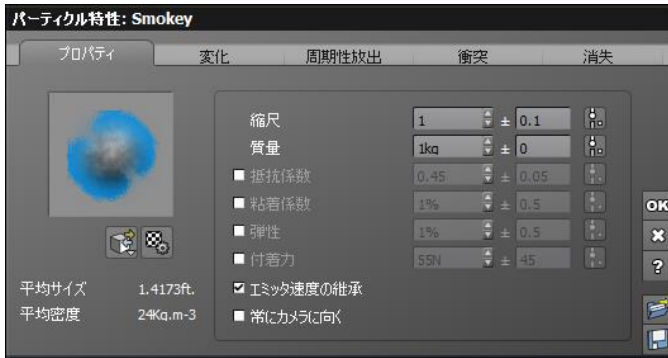 パーティクル特性: Smokey
プロパティ 変化 周期性放出 衝突 消失
縮尺 1 ± 0.1
質量 1kg ± 0
抵抗係数 0.45 ± 0.05
粘着係数 1% ± 0.5
弾性 1% ± 0.5
付着力 55N ± 45
エミッタ速度の継承
常にカメラに向く
平均サイズ 1.4173ft.
平均密度 24Kg.m-3
OK
?